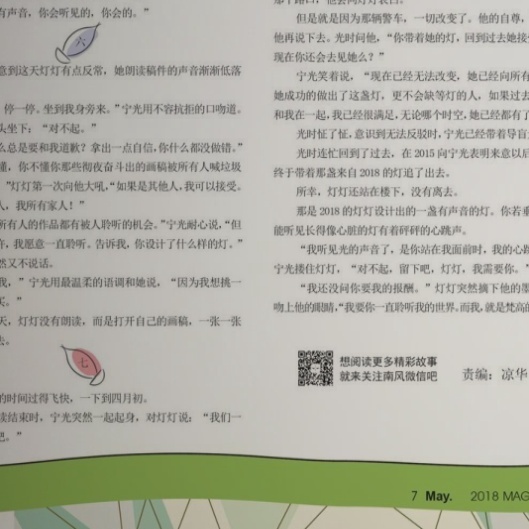 有声音，你会听见的，你会的。”
六
意到这天灯灯有点反常，她朗读稿件的声音渐渐低落
停一停。坐到我身旁来。”宁光用不容抗拒的口吻道。
头坐下：“对不起。”
么总是要和我道歉？拿出一点自信，你什么都没做错。”
懂，你不懂你那些彻夜奋斗出的画稿被所有人喊垃圾
”灯灯第一次向他大吼，“如果是其他人，我可以接受。
人，我所有家人！”
所有人的作品都有被人聆听的机会。”宁光耐心说，“但
许，我愿意一直聆听。告诉我，你设计了什么样的灯。”
然又不说话。
我，”宁光用最温柔的语调和她说，“因为我想挑一
买。”
天，灯灯没有朗读，而是打开自己的画稿，一张一张
去。
七
的时间过得飞快，一下到四月初。
读结束时，宁光突然一起起身，对灯灯说：“我们一
吧。”
但是就是因为那辆警车，一切改变了。他的自尊，
他再说下去。光时问他，“你带着她的灯，回到过去她接
现在你还会去见她么？”
宁光笑着说，“现在已经无法改变，她已经向所有
她成功的做出了这盏灯，更不会缺等灯的人，如果过去
和我在一起，我已经很满足，无论哪个时空，她已经都有了
光时怔了怔，意识到无法反驳时，宁光已经带着导盲
光时连忙回到了过去，在 2015 向宁光表明来意以后
终于带着那盏来自 2018 的灯追了出去。
所幸，灯灯还站在楼下，没有离去。
那是 2018 的灯灯设计出的一盏有声音的灯。你若垂
能听见长得像心脏的灯有着砰砰的心跳声。
“我听见光的声音了，是你站在我面前时，我的心跳
宁光搂住灯灯，“对不起，留下吧，灯灯，我需要你。”
“我还没问你要我的报酬。”灯灯突然摘下他的墨
吻上他的眼睛，“我要你一直聆听我的世界。而我，就是梵高的
想阅读更多精彩故事
就来关注南风微信吧
责编：凉华
7 May. 2018 MAG